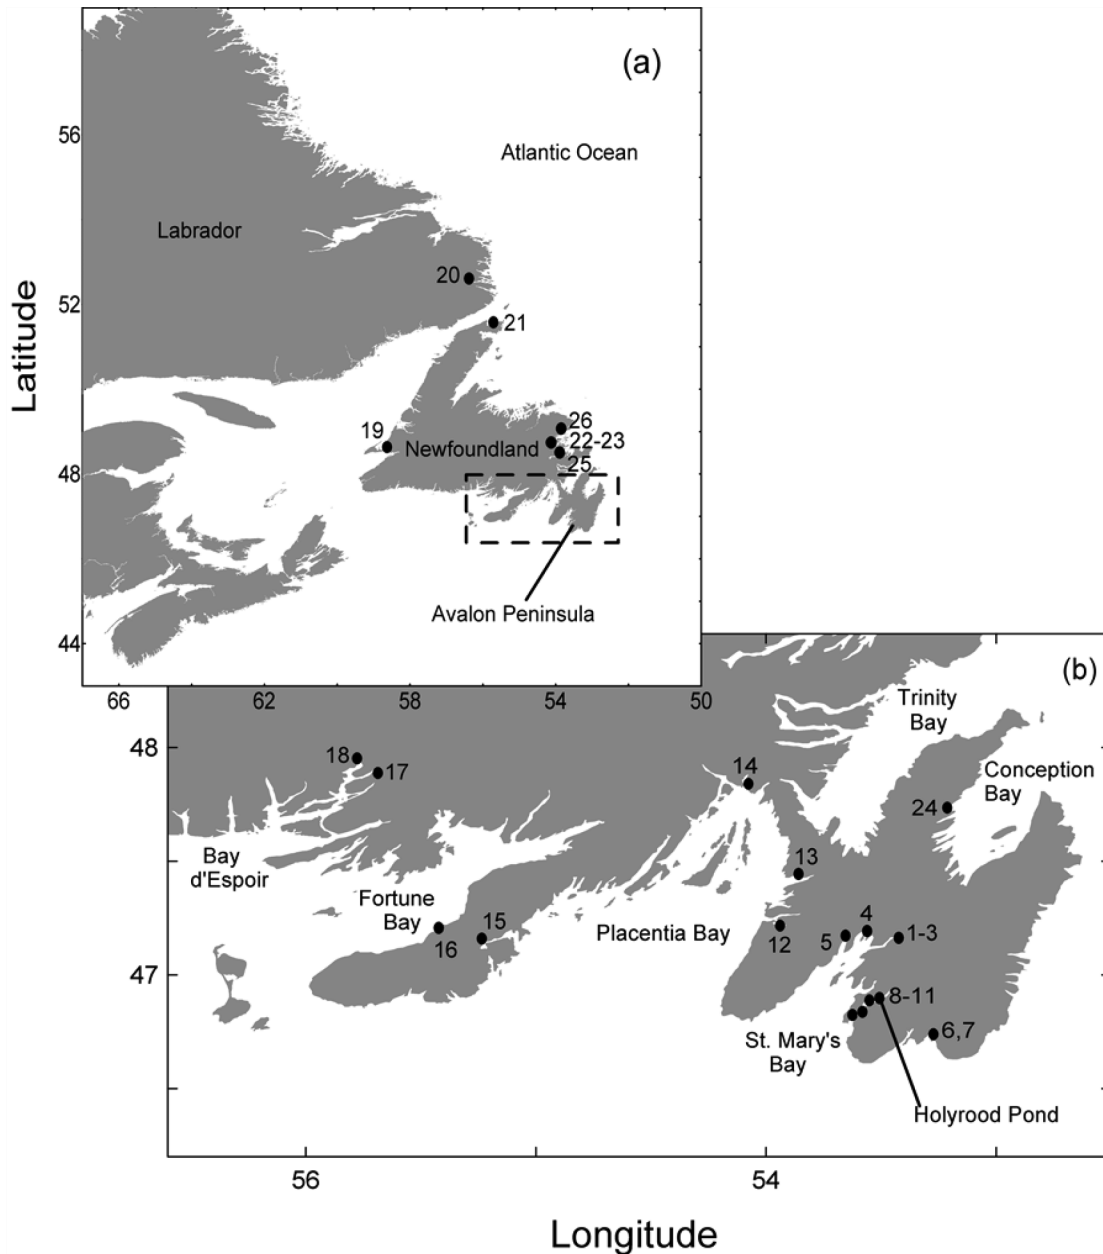 (a)
56
Atlantic Ocean
Labrador
20
52
21
Latitude
26
19
Newfoundland
22-23
25
48
Avalon Peninsula
44
66
62
58
54
50
(b)
Trinity
Bay
48
18
17
14
Conception
Bay
24
Bay
d'Espoir
13
Fortune
Bay
15
16
Placentia Bay
12
5
4
1-3
47
8-11
6,7
St. Mary's
Bay
Holyrood Pond
56
54
Longitude